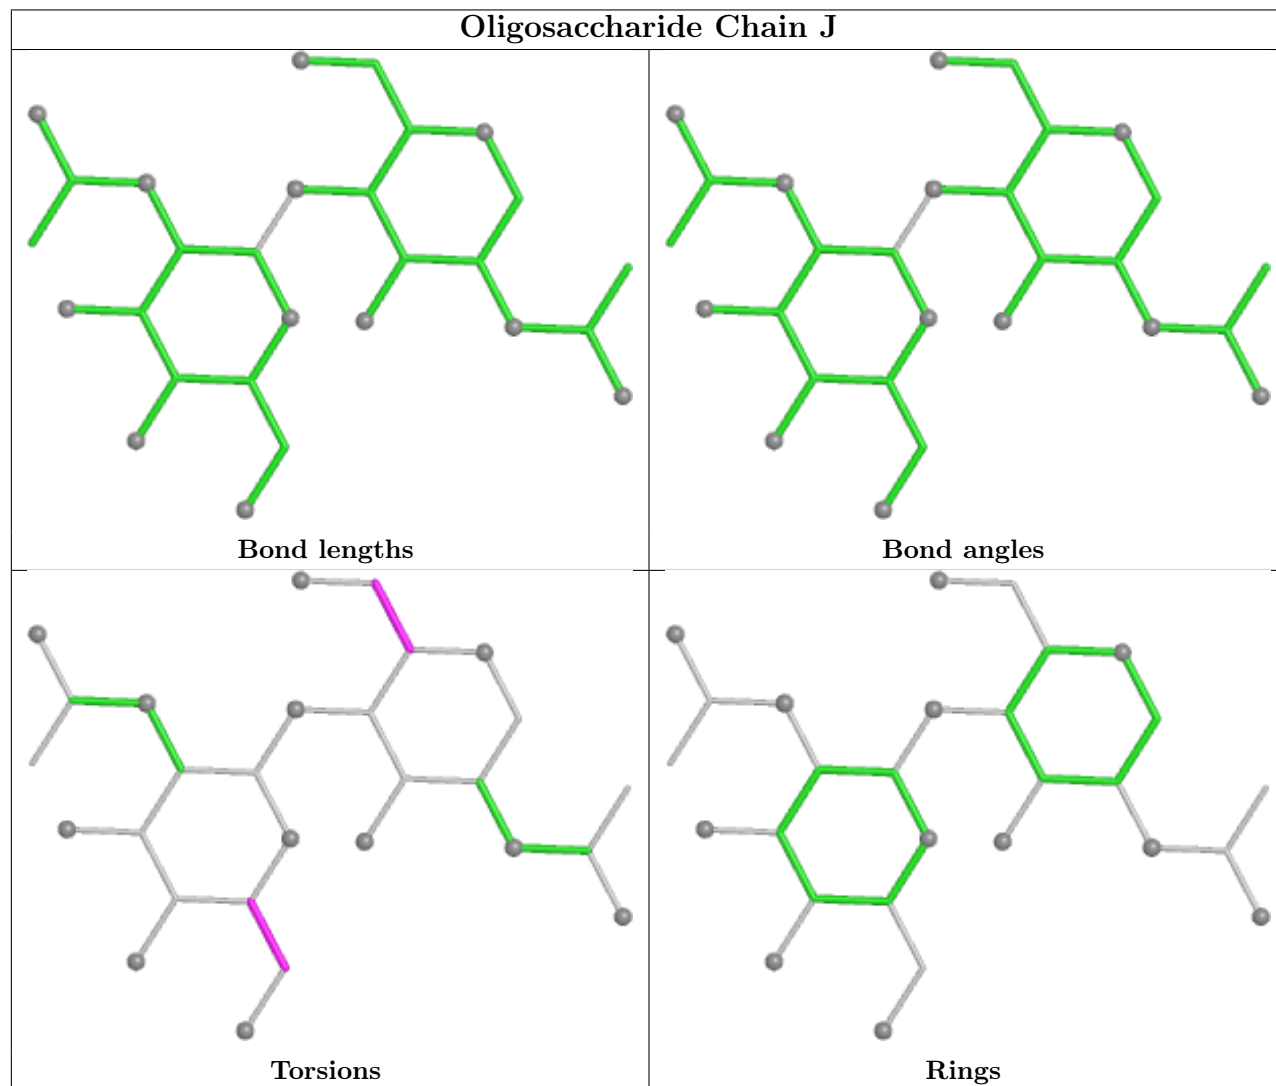 Oligosaccharide Chain J
Bond lengths
Bond angles
Torsions
Rings